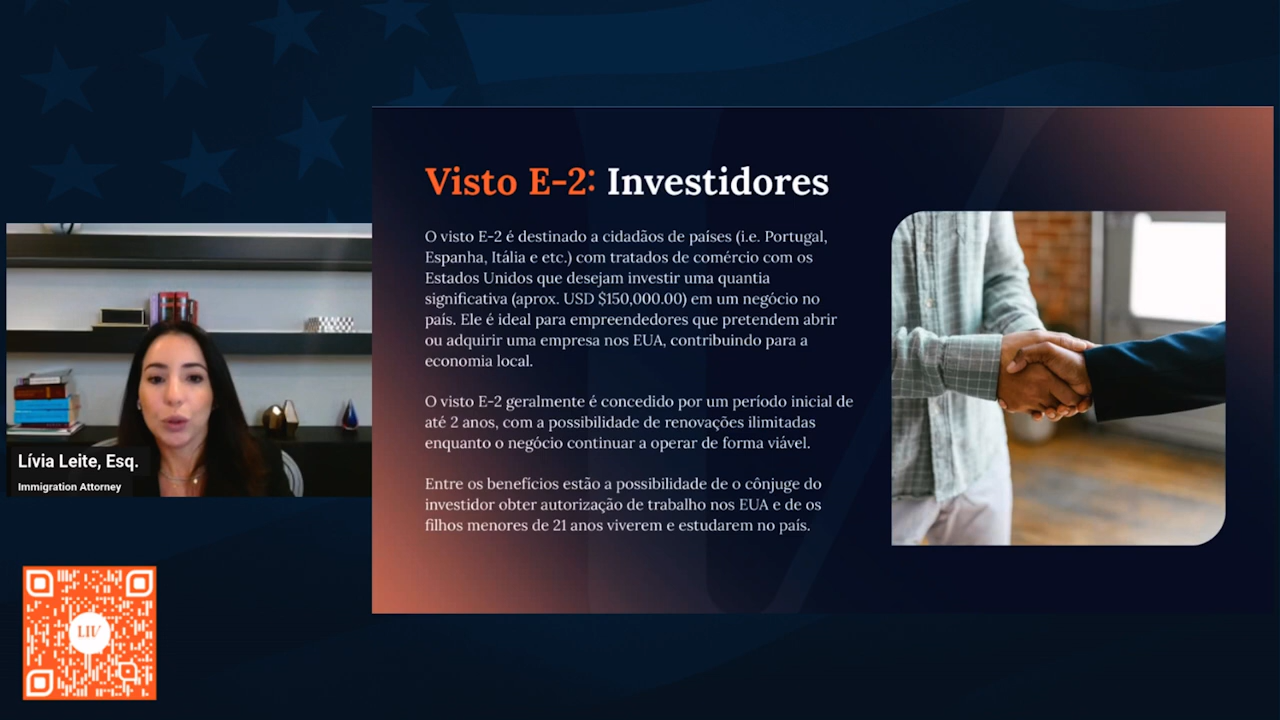 Visto E-2: Investidores
O visto E-2 é destinado a cidadãos de países (i.e. Portugal,
Espanha, Itália e etc.) com tratados de comércio com os
Estados Unidos que desejam investir uma quantia
significativa (aprox. USD $150,000.00) em um negócio no
país. Ele é ideal para empreendedores que pretendem abrir
ou adquirir uma empresa nos EUA, contribuindo para a
economia local.
O visto E-2 geralmente é concedido por um período inicial de
até 2 anos, com a possibilidade de renovações ilimitadas
enquanto o negócio continuar a operar de forma viável.
Entre os benefícios estão a possibilidade de o cônjuge do
investidor obter autorização de trabalho nos EUA e de os
filhos menores de 21 anos viverem e estudarem no país.
Lívia Leite, Esq.
Immigration Attorney
LIV